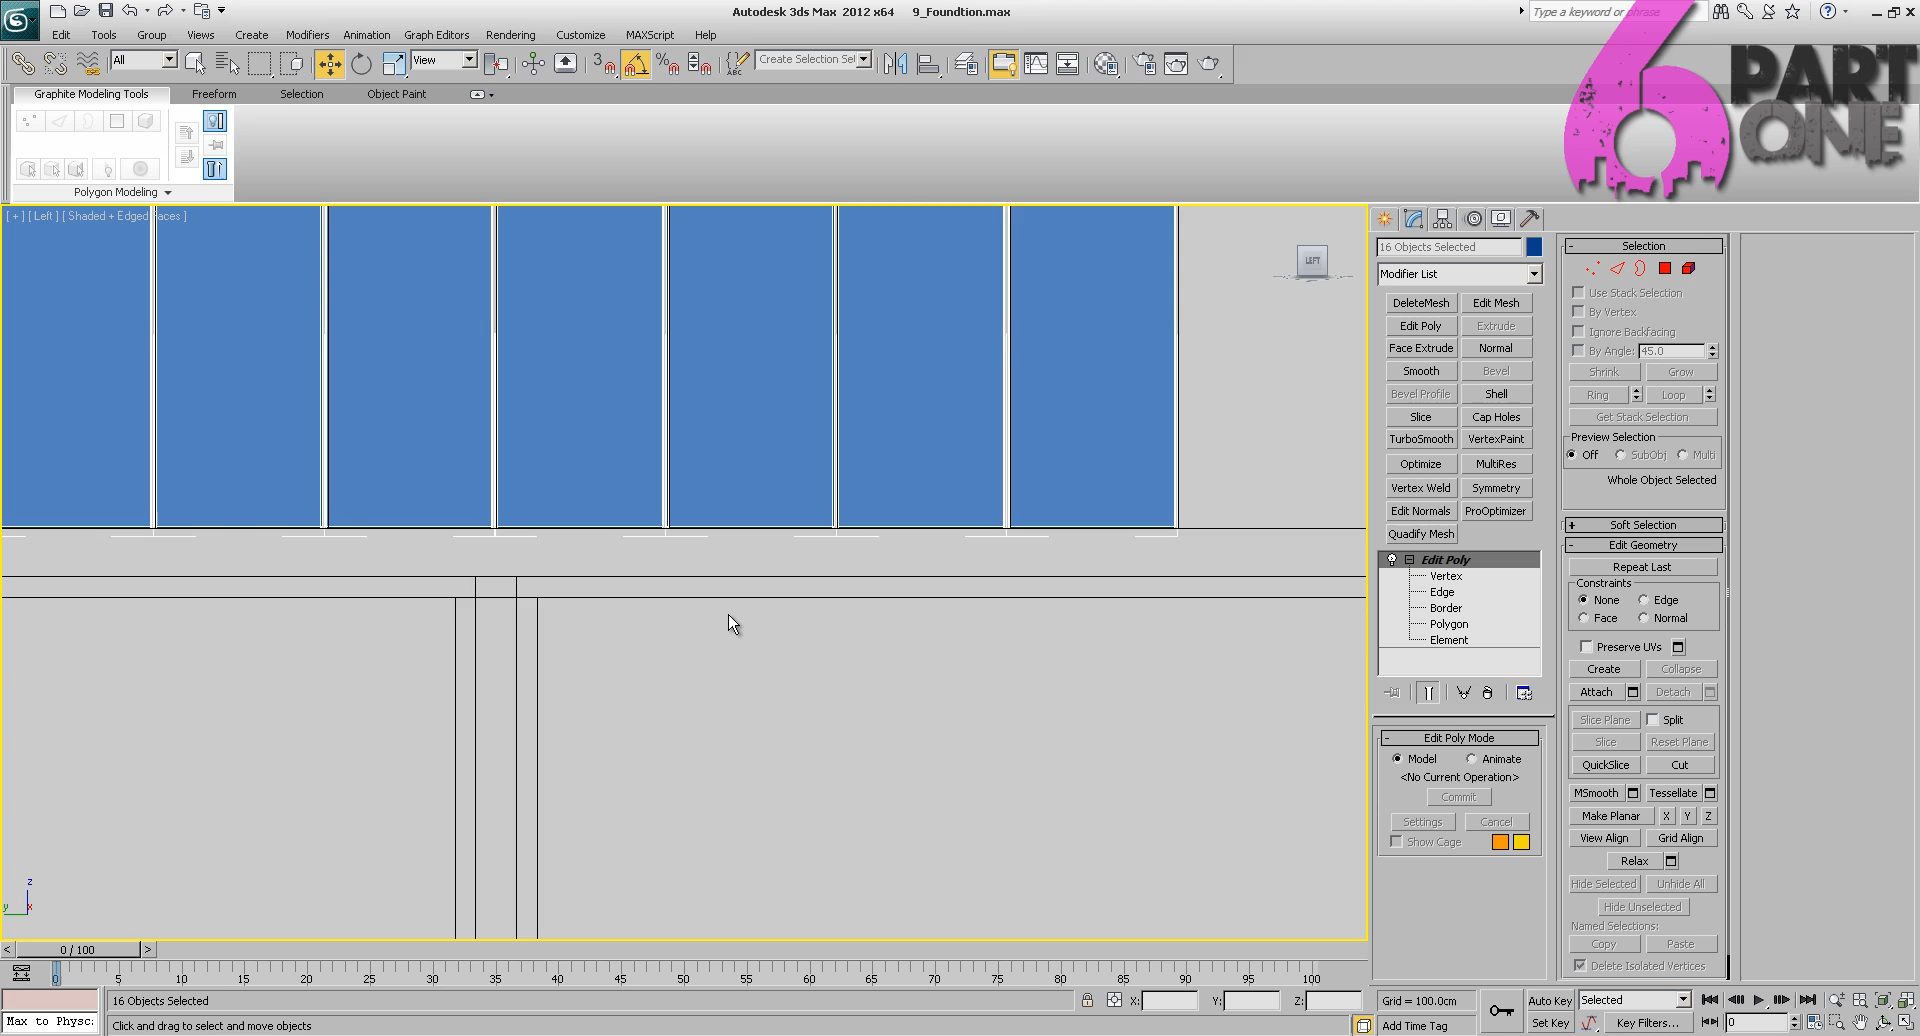 Autodesk 3ds Max 2012 x64 9_Foundtion.max
Type a keyword or phrase
Edit Tools Group Views Create Modifiers Animation Graph Editors Rendering Customize MAXScript Help
All View Create Selection Sel
6 PART ONE
Graphite Modeling Tools Freeform Selection Object Paint
Polygon Modeling
[ + ] [ Left ] [ Shaded + Edged Faces ]
LEFT
16 Objects Selected
Modifier List
DeleteMesh Edit Mesh
Edit Poly Extrude
Face Extrude Normal
Smooth Bevel
Bevel Profile Shell
Slice Cap Holes
TurboSmooth VertexPaint
Optimize MultiRes
Vertex Weld Symmetry
Edit Normals ProOptimizer
Quadify Mesh
Edit Poly
Vertex
Edge
Border
Polygon
Element
Edit Poly Mode
Model Animate
<No Current Operation>
Commit
Settings Cancel
Show Cage
Selection
Use Stack Selection
By Vertex
Ignore Backfacing
By Angle: 45.0
Shrink Grow
Ring Loop
Get Stack Selection
Preview Selection
Off SubObj Multi
Whole Object Selected
Soft Selection
Edit Geometry
Repeat Last
Constraints
None Edge
Face Normal
Preserve UVs
Create Collapse
Attach Detach
Slice Plane Split
Slice Reset Plane
QuickSlice Cut
MSmooth Tessellate
Make Planar X Y Z
View Align Grid Align
Relax
Hide Selected Unhide All
Hide Unselected
Named Selections:
Copy Paste
Delete Isolated Vertices
z
y x
< 0 / 100 >
0 5 10 15 20 25 30 35 40 45 50 55 60 65 70 75 80 85 90 95 100
16 Objects Selected X: Y: Z: Grid = 100.0cm Auto Key Selected
Max to Physc: Click and drag to select and move objects Add Time Tag Set Key Key Filters... 0